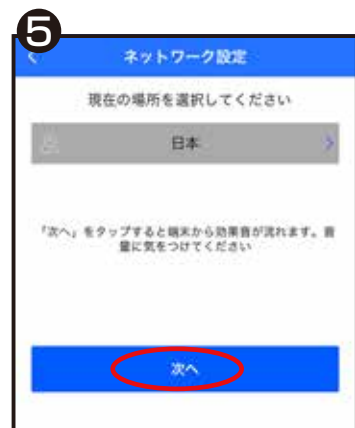 5
ネットワーク設定
現在の場所を選択してください
日本
「次へ」をタップすると端末から効果音が流れます。音
量に気をつけてください
次へ